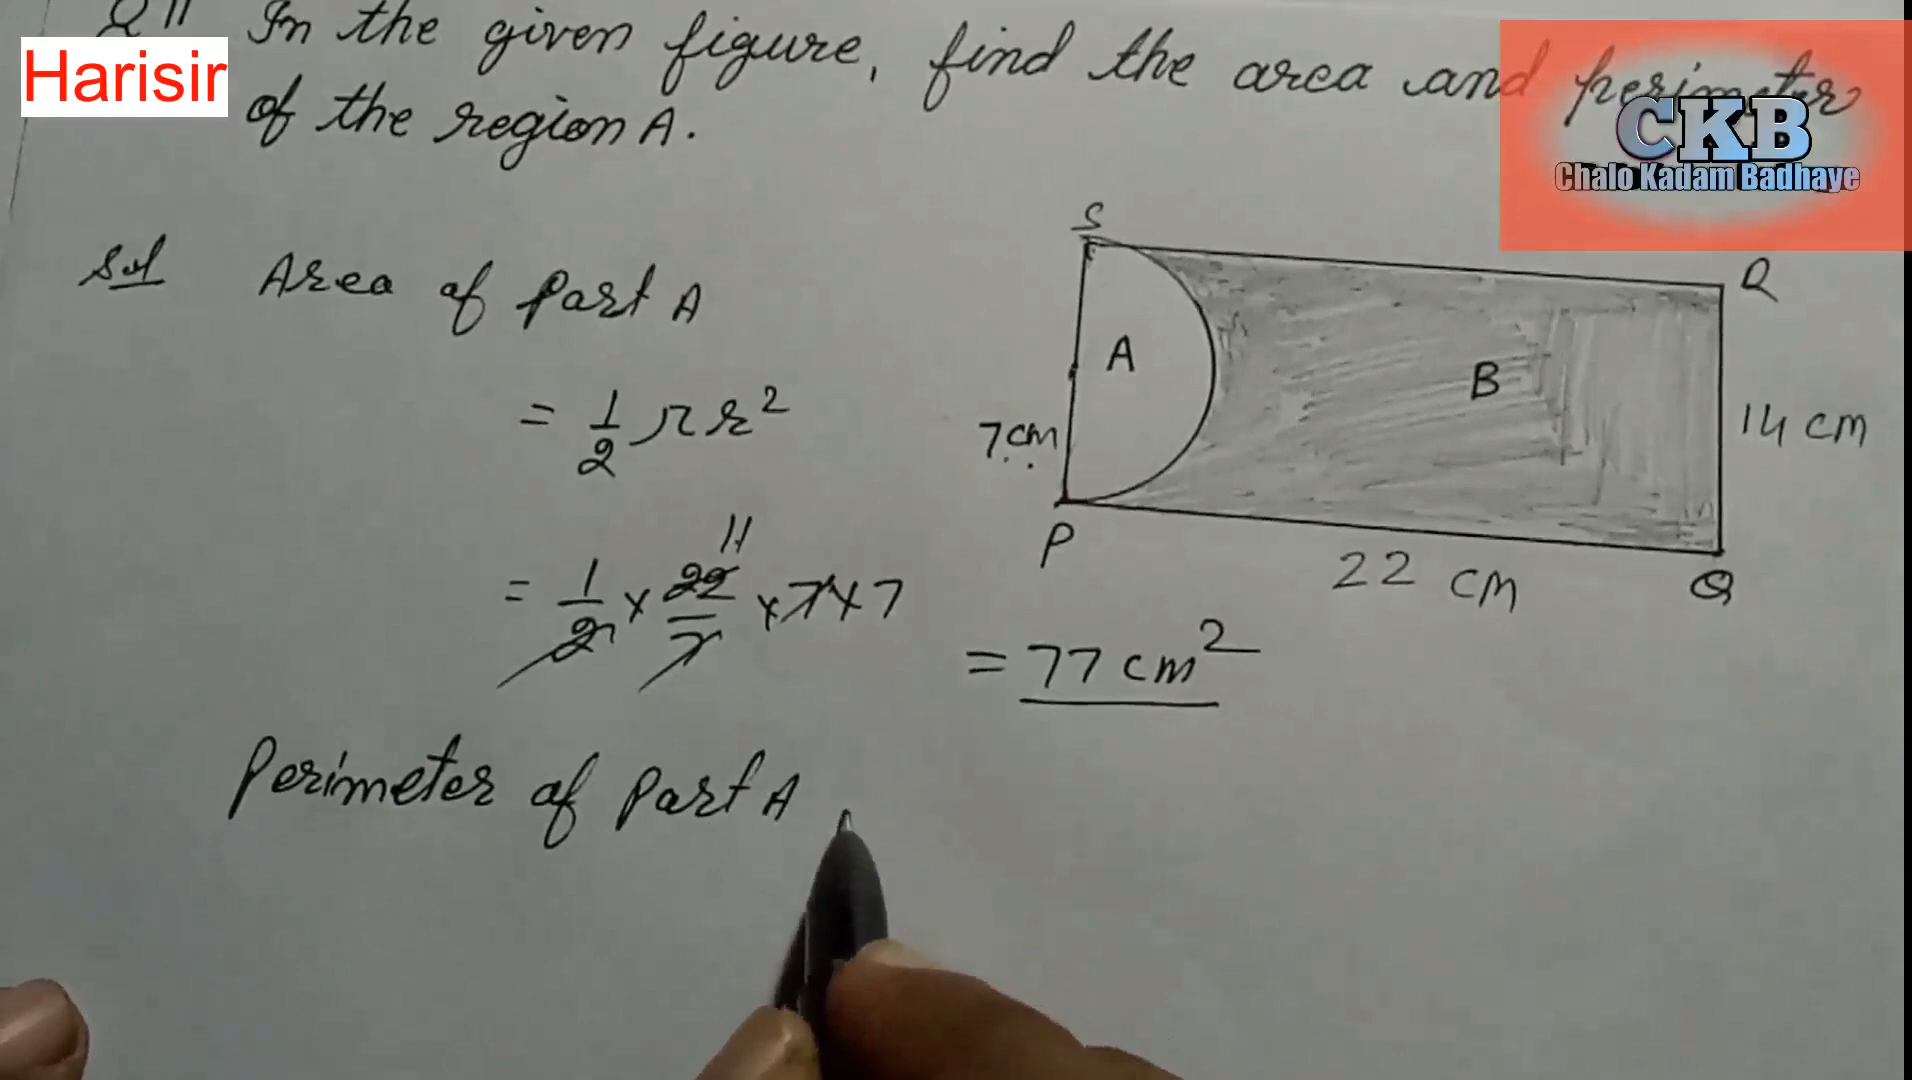 Q11 In the given figure, find the area and perimeter
of the region A.
Harisir
CKB
Chalo Kadam Badhaye
Sol Area of Part A
= 1/2 πr²
= 1/2 × 22/7 × 7 × 7
11
= 77 cm²
Perimeter of Part A
S
R
A
B
7cm
14 cm
P
22 cm
Q